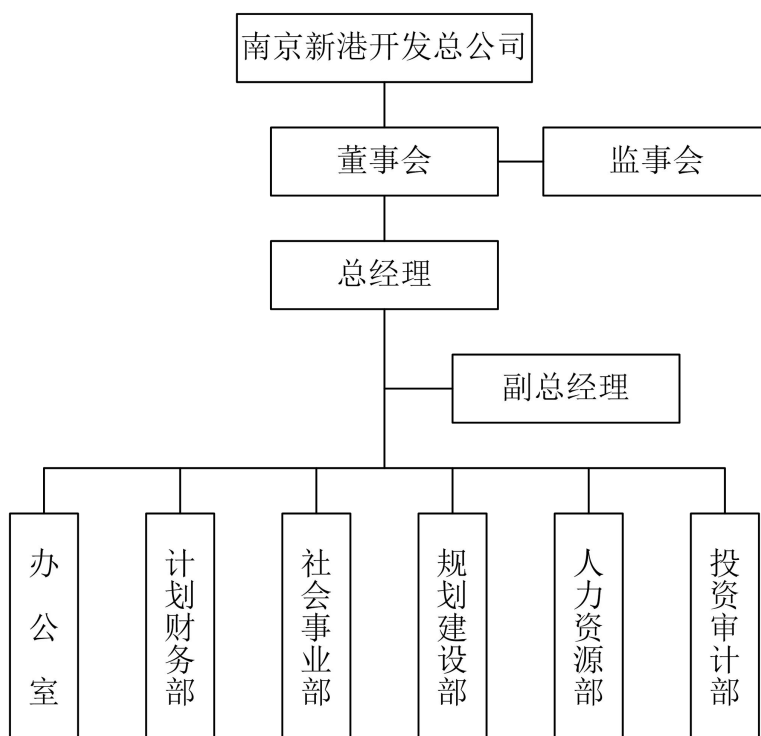 南京新港开发总公司
董事会
监事会
总经理
副总经理
办公室
计划财务部
社会事业部
规划建设部
人力资源部
投资审计部